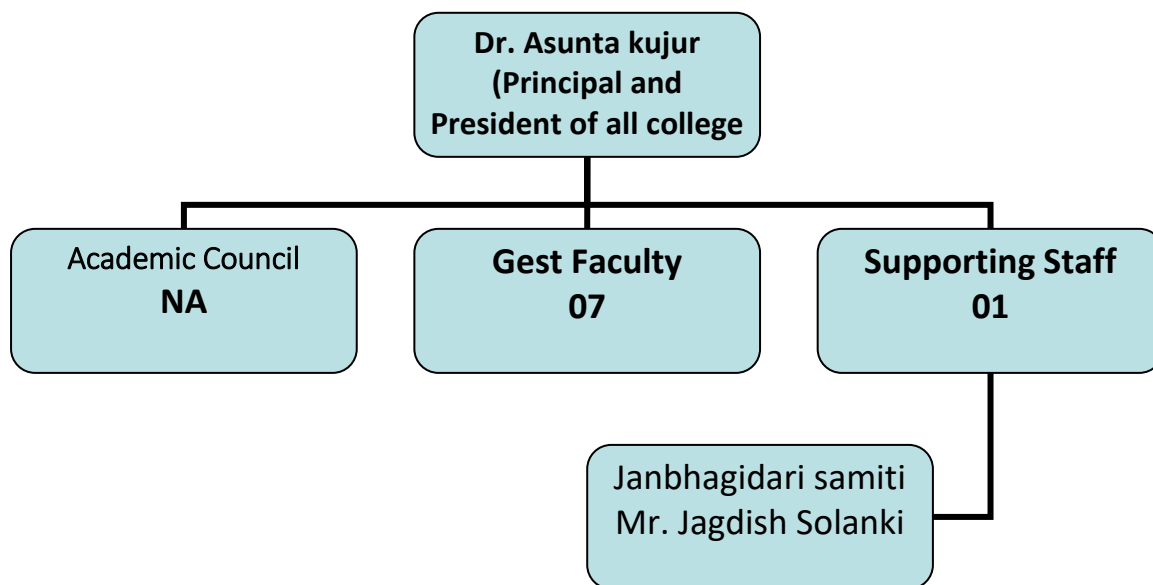 Dr. Asunta kujur
(Principal and
President of all college
Academic Council
NA
Gest Faculty
07
Supporting Staff
01
Janbhagidari samiti
Mr. Jagdish Solanki